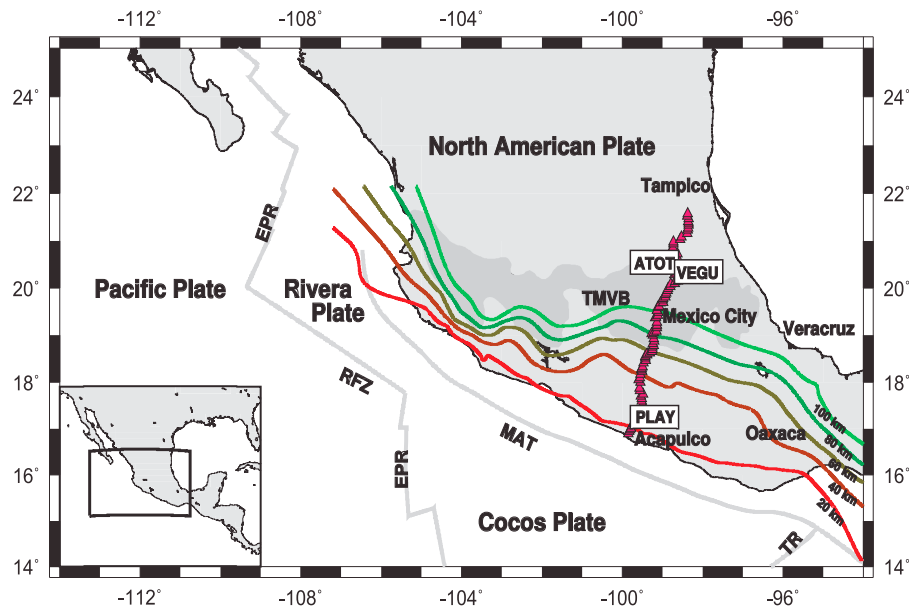 -112° -108° -104° -100° -96°
24° 24°
North American Plate
Tampico
22° 22°
EPR
ATOT
VEGU
Pacific Plate
Rivera
Plate
20° 20°
TMVB
Mexico City
Veracruz
18° 18°
RFZ
100 km
80 km
60 km
40 km
20 km
PLAY
Acapulco
Oaxaca
MAT
16° 16°
EPR
Cocos Plate
TR
14° 14°
-112° -108° -104° -100° -96°